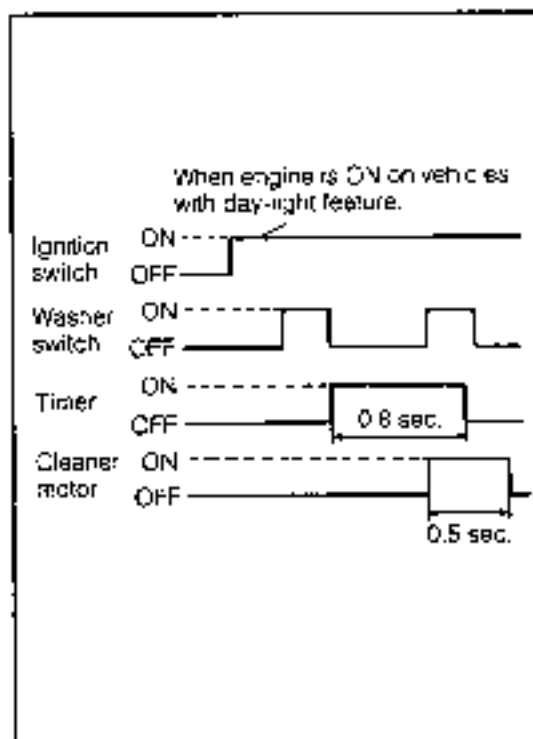 When engine is ON on vehicles
with day-light feature.
Ignition
switch
ON
OFF
Washer
switch
ON
OFF
Timer
ON
OFF
0.8 sec.
Cleaner
motor
ON
OFF
0.5 sec.